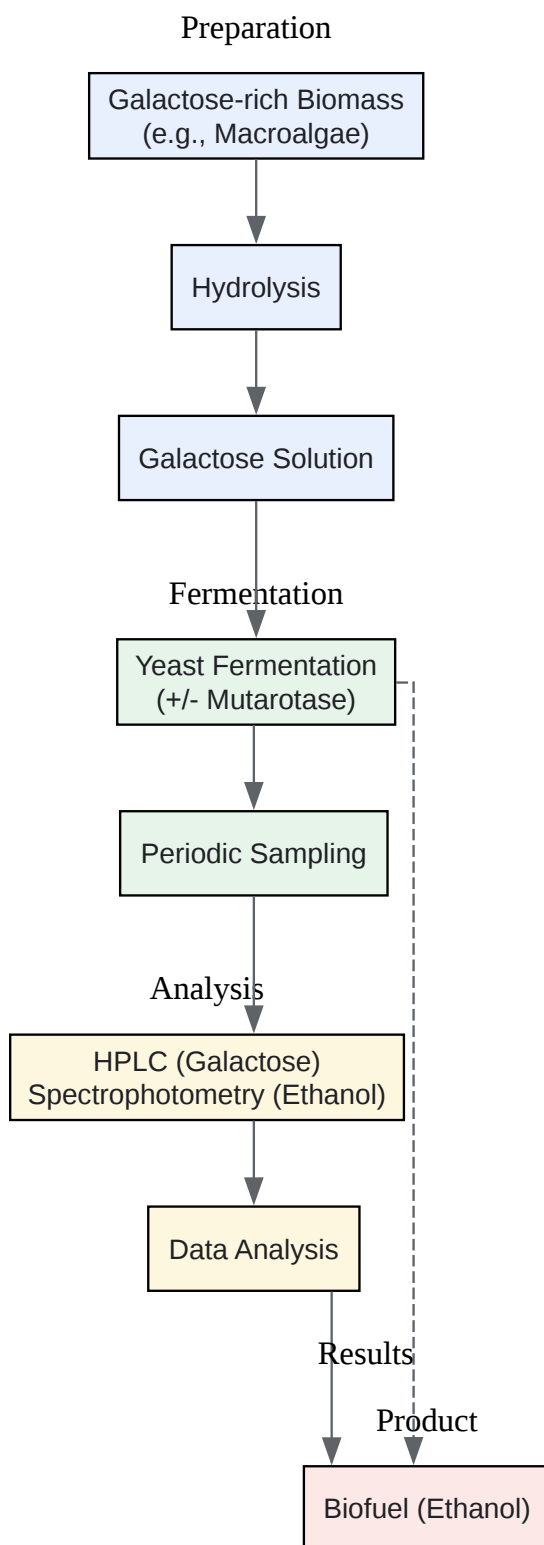 Preparation
Galactose-rich Biomass
(e.g., Macroalgae)
Hydrolysis
Galactose Solution
Fermentation
Yeast Fermentation
(+/- Mutarotase)
Periodic Sampling
Analysis
HPLC (Galactose)
Spectrophotometry (Ethanol)
Data Analysis
Results
Product
Biofuel (Ethanol)